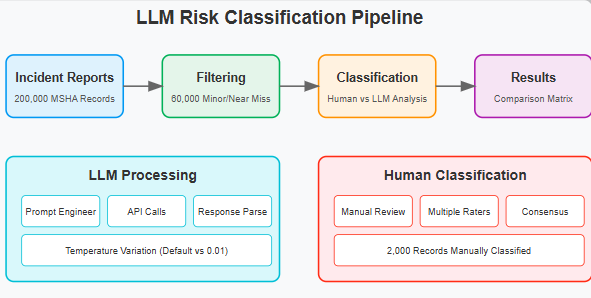 LLM Risk Classification Pipeline
Incident Reports
200,000 MSHA Records
Filtering
60,000 Minor/Near Miss
Classification
Human vs LLM Analysis
Results
Comparison Matrix
LLM Processing
Prompt Engineer
API Calls
Response Parse
Temperature Variation (Default vs 0.01)
Human Classification
Manual Review
Multiple Raters
Consensus
2,000 Records Manually Classified